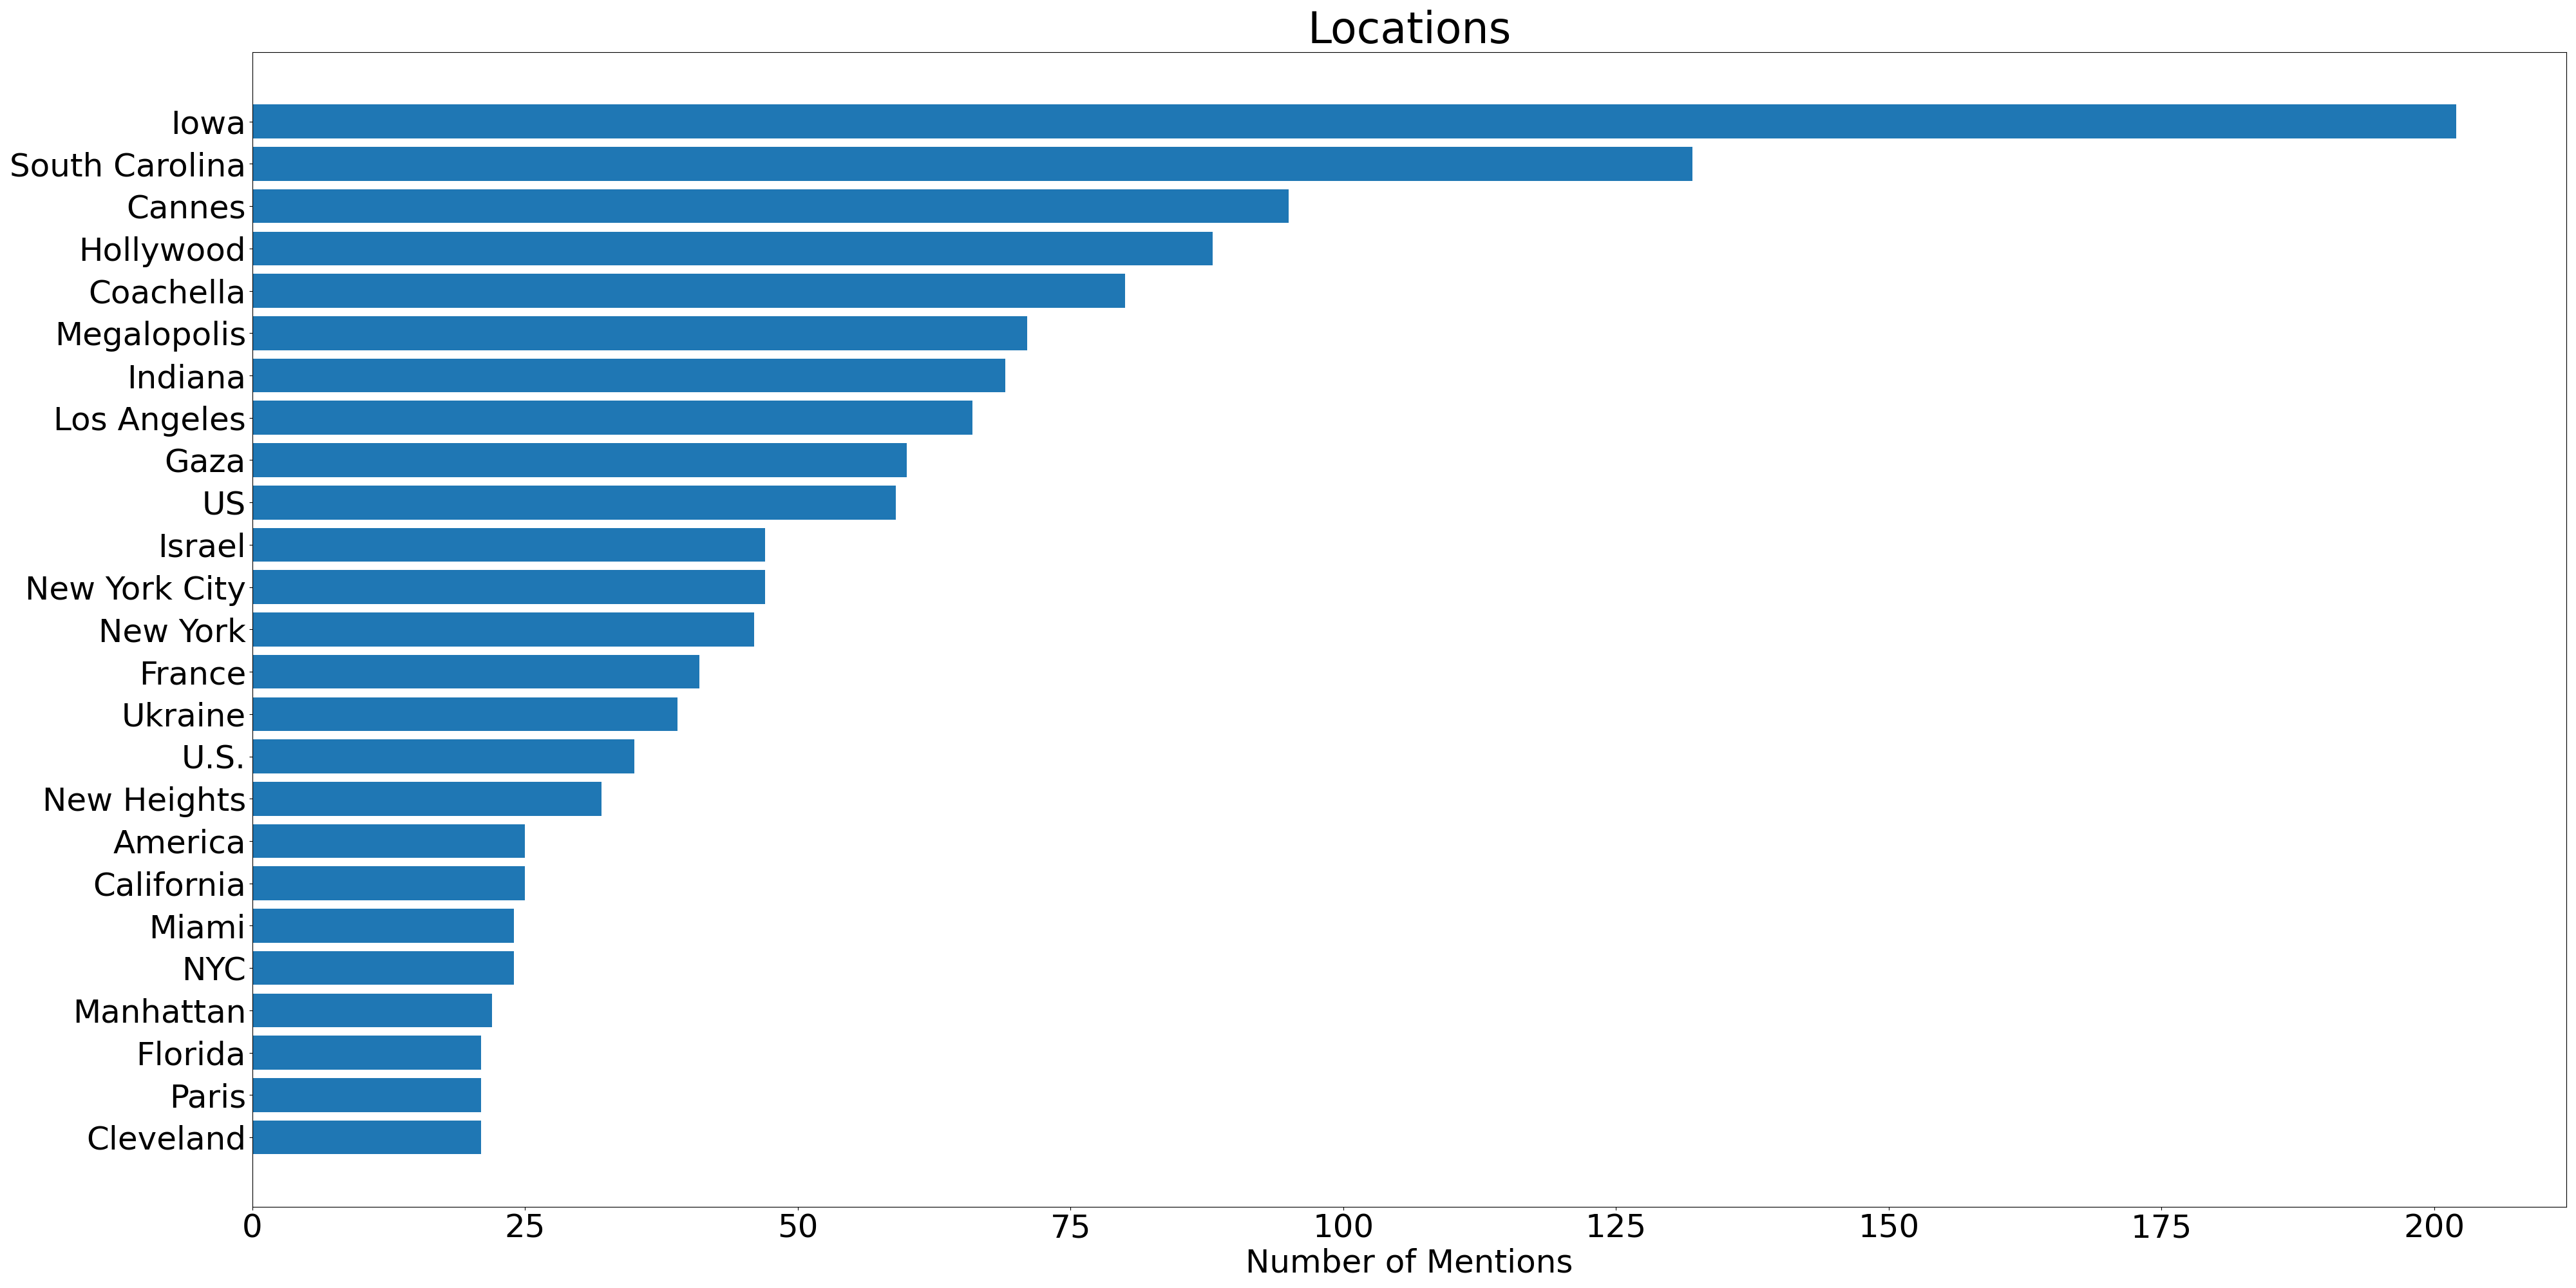 Locations
Iowa
South Carolina
Cannes
Hollywood
Coachella
Megalopolis
Indiana
Los Angeles
Gaza
US
Israel
New York City
New York
France
Ukraine
U.S.
New Heights
America
California
Miami
NYC
Manhattan
Florida
Paris
Cleveland
0 25 50 75 100 125 150 175 200
Number of Mentions